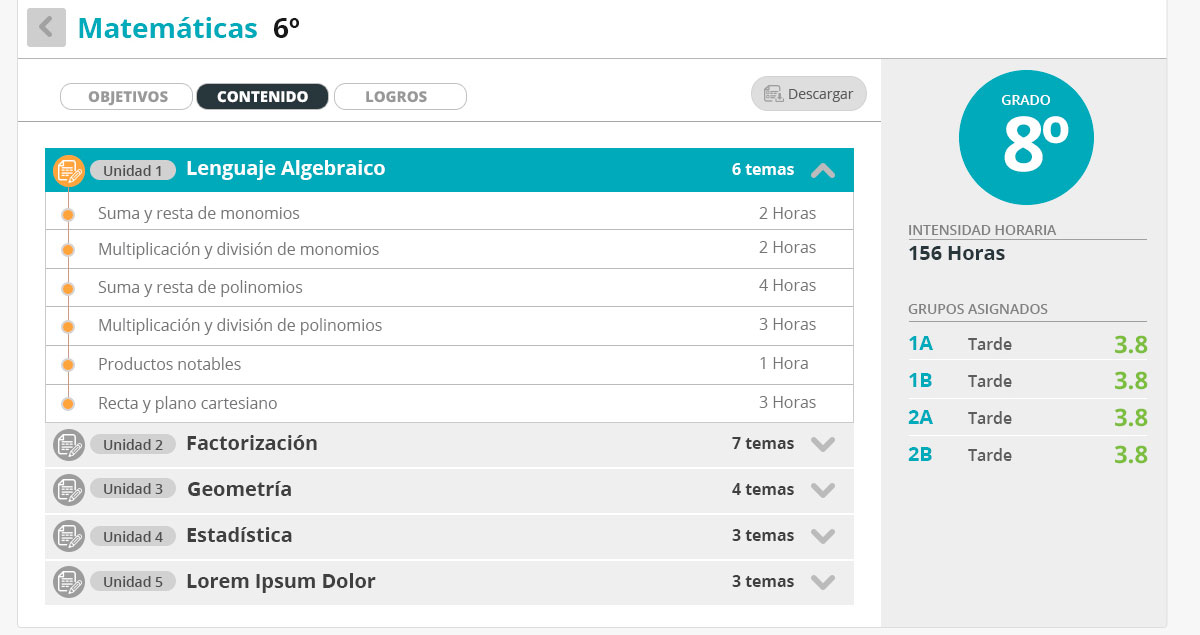 Matemáticas 6º
OBJETIVOS CONTENIDO LOGROS
Descargar
Unidad 1 Lenguaje Algebraico 6 temas
Suma y resta de monomios 2 Horas
Multiplicación y división de monomios 2 Horas
Suma y resta de polinomios 4 Horas
Multiplicación y división de polinomios 3 Horas
Productos notables 1 Hora
Recta y plano cartesiano 3 Horas
Unidad 2 Factorización 7 temas
Unidad 3 Geometría 4 temas
Unidad 4 Estadística 3 temas
Unidad 5 Lorem Ipsum Dolor 3 temas
GRADO
8º
INTENSIDAD HORARIA
156 Horas
GRUPOS ASIGNADOS
1A Tarde 3.8
1B Tarde 3.8
2A Tarde 3.8
2B Tarde 3.8